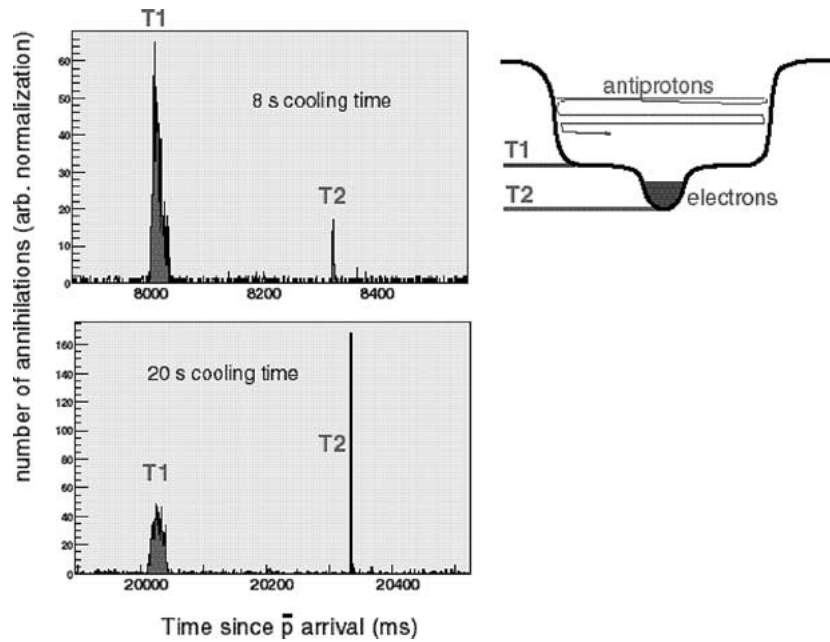 T1
60
50
40
30
20
10
0
8 s cooling time
T2
8000
8200
8400
antiprotons
T1
T2
electrons
number of annihilations (arb. normalization)
160
140
120
100
80
60
40
20
0
20 s cooling time
T2
T1
20000
20200
20400
Time since p̅ arrival (ms)